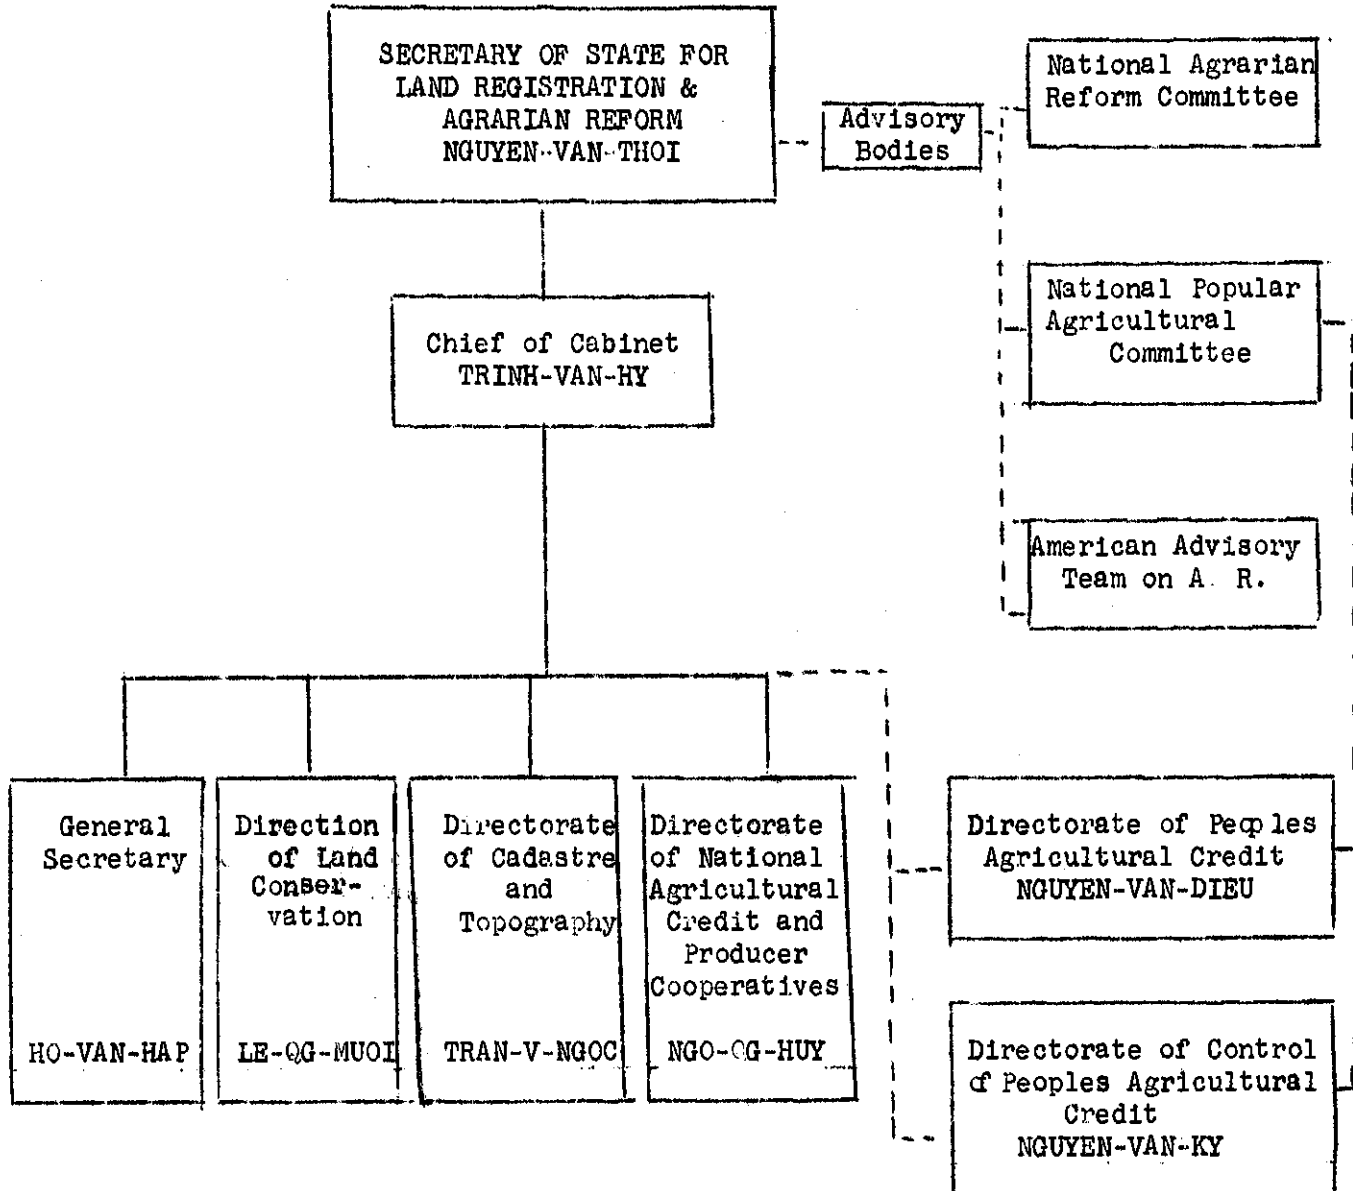 SECRETARY OF STATE FOR
LAND REGISTRATION &
AGRARIAN REFORM
NGUYEN-VAN-THOI
Advisory
Bodies
National Agrarian
Reform Committee
National Popular
Agricultural
Committee
American Advisory
Team on A. R.
Chief of Cabinet
TRINH-VAN-HY
General
Secretary
HO-VAN-HAP
Direction
of Land
Conser-
vation
LE-QG-MUOI
Directorate
of Cadastre
and
Topography
TRAN-V-NGOC
Directorate
of National
Agricultural
Credit and
Producer
Cooperatives
NGO-QG-HUY
Directorate of Peoples
Agricultural Credit
NGUYEN-VAN-DIEU
Directorate of Control
of Peoples Agricultural
Credit
NGUYEN-VAN-KY